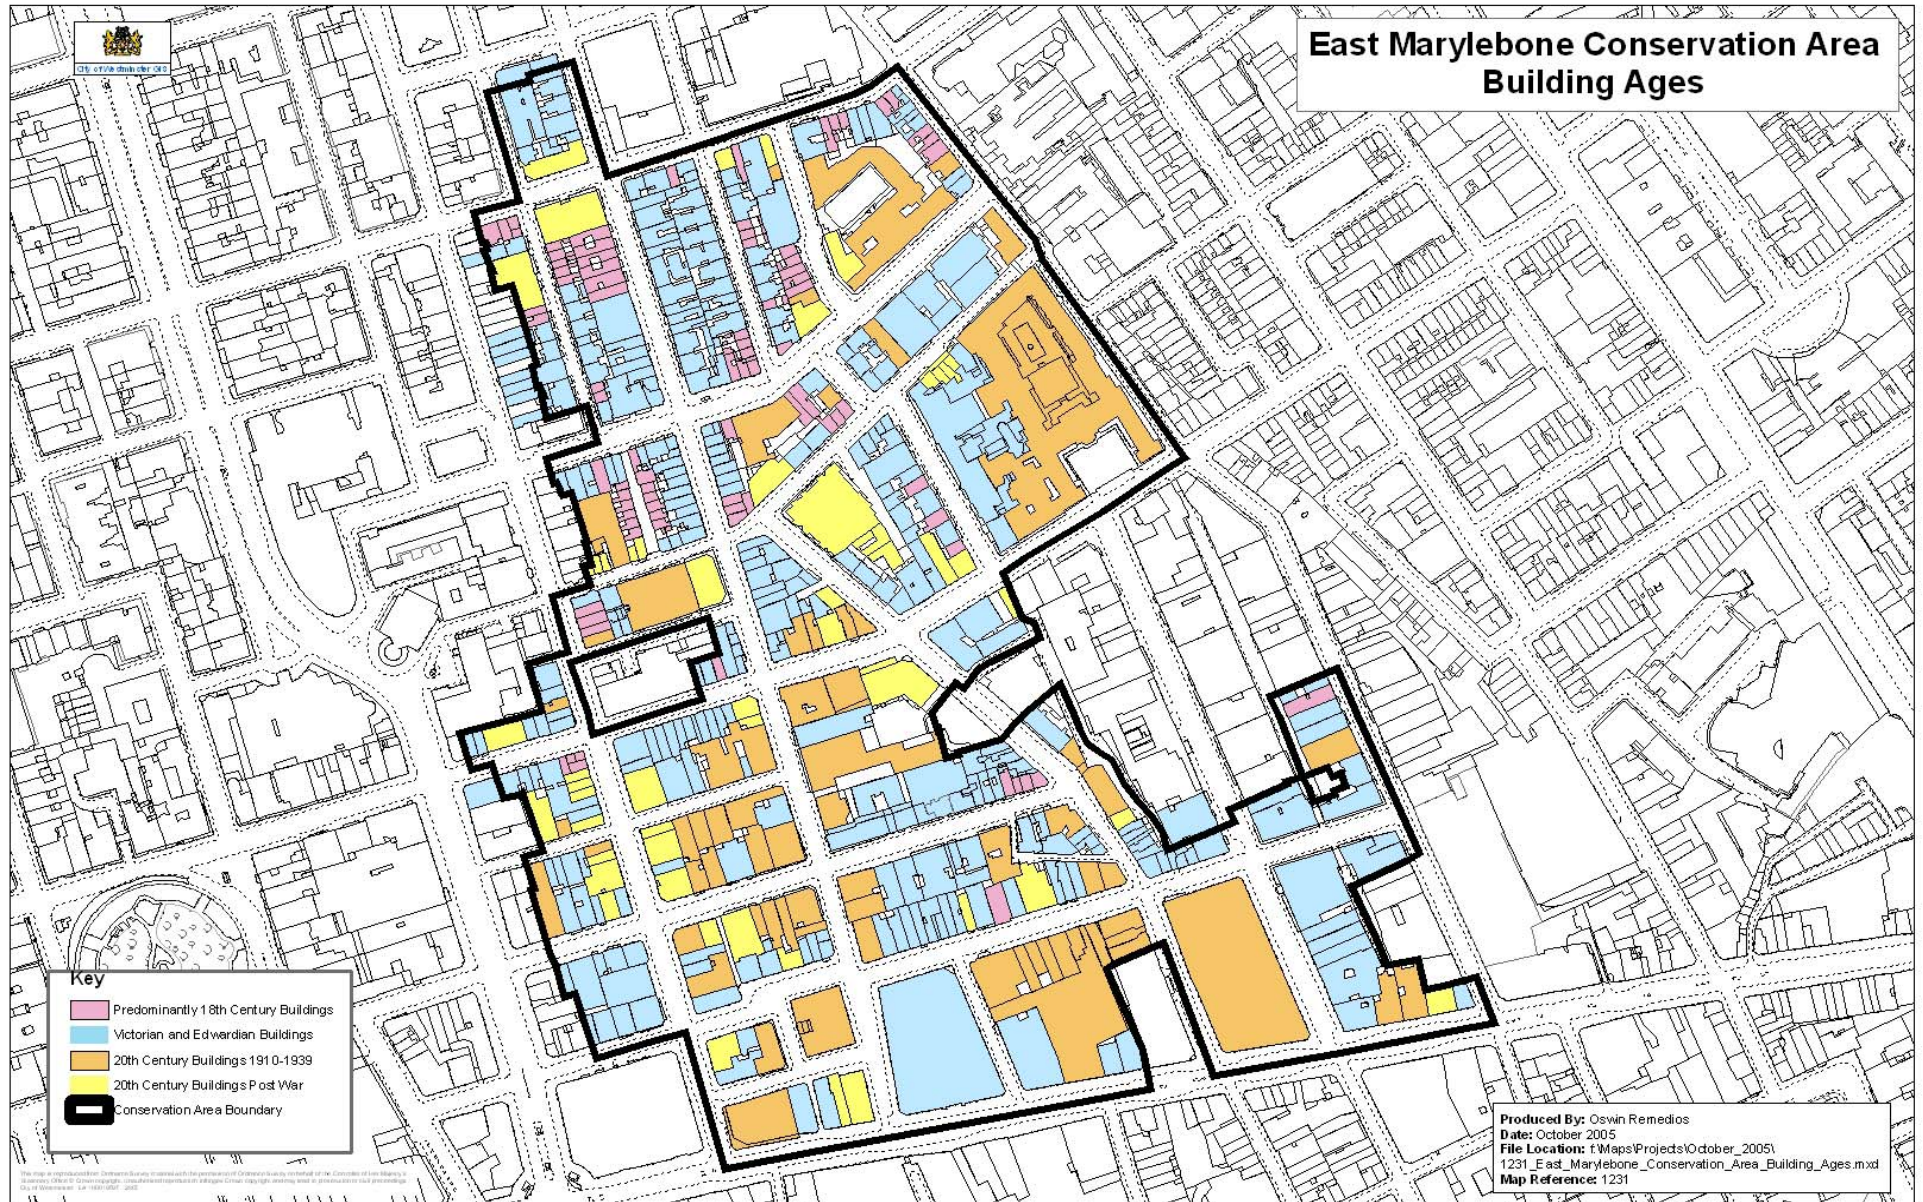 City of Westminster GIS
East Marylebone Conservation Area
Building Ages
Key
Predominantly 18th Century Buildings
Victorian and Edwardian Buildings
20th Century Buildings 1910-1939
20th Century Buildings Post War
Conservation Area Boundary
Produced By: Oswin Remedios
Date: October 2005
File Location: f:\Maps\Projects\October_2005\
1231_East_Marylebone_Conservation_Area_Building_Ages.mxd
Map Reference: 1231